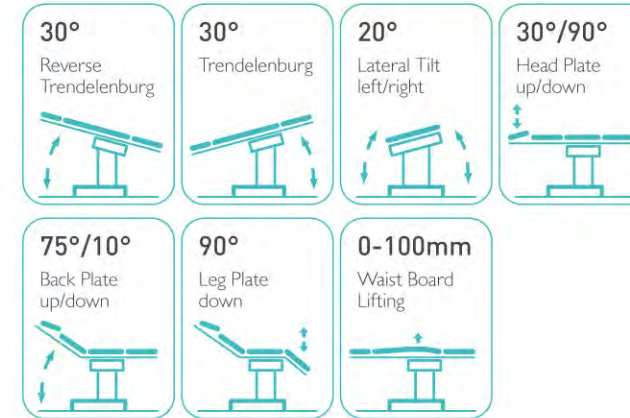 30°
Reverse
Trendelenburg
30°
Trendelenburg
20°
Lateral Tilt
left/right
30°/90°
Head Plate
up/down
75°/10°
Back Plate
up/down
90°
Leg Plate
down
0-100mm
Waist Board
Lifting